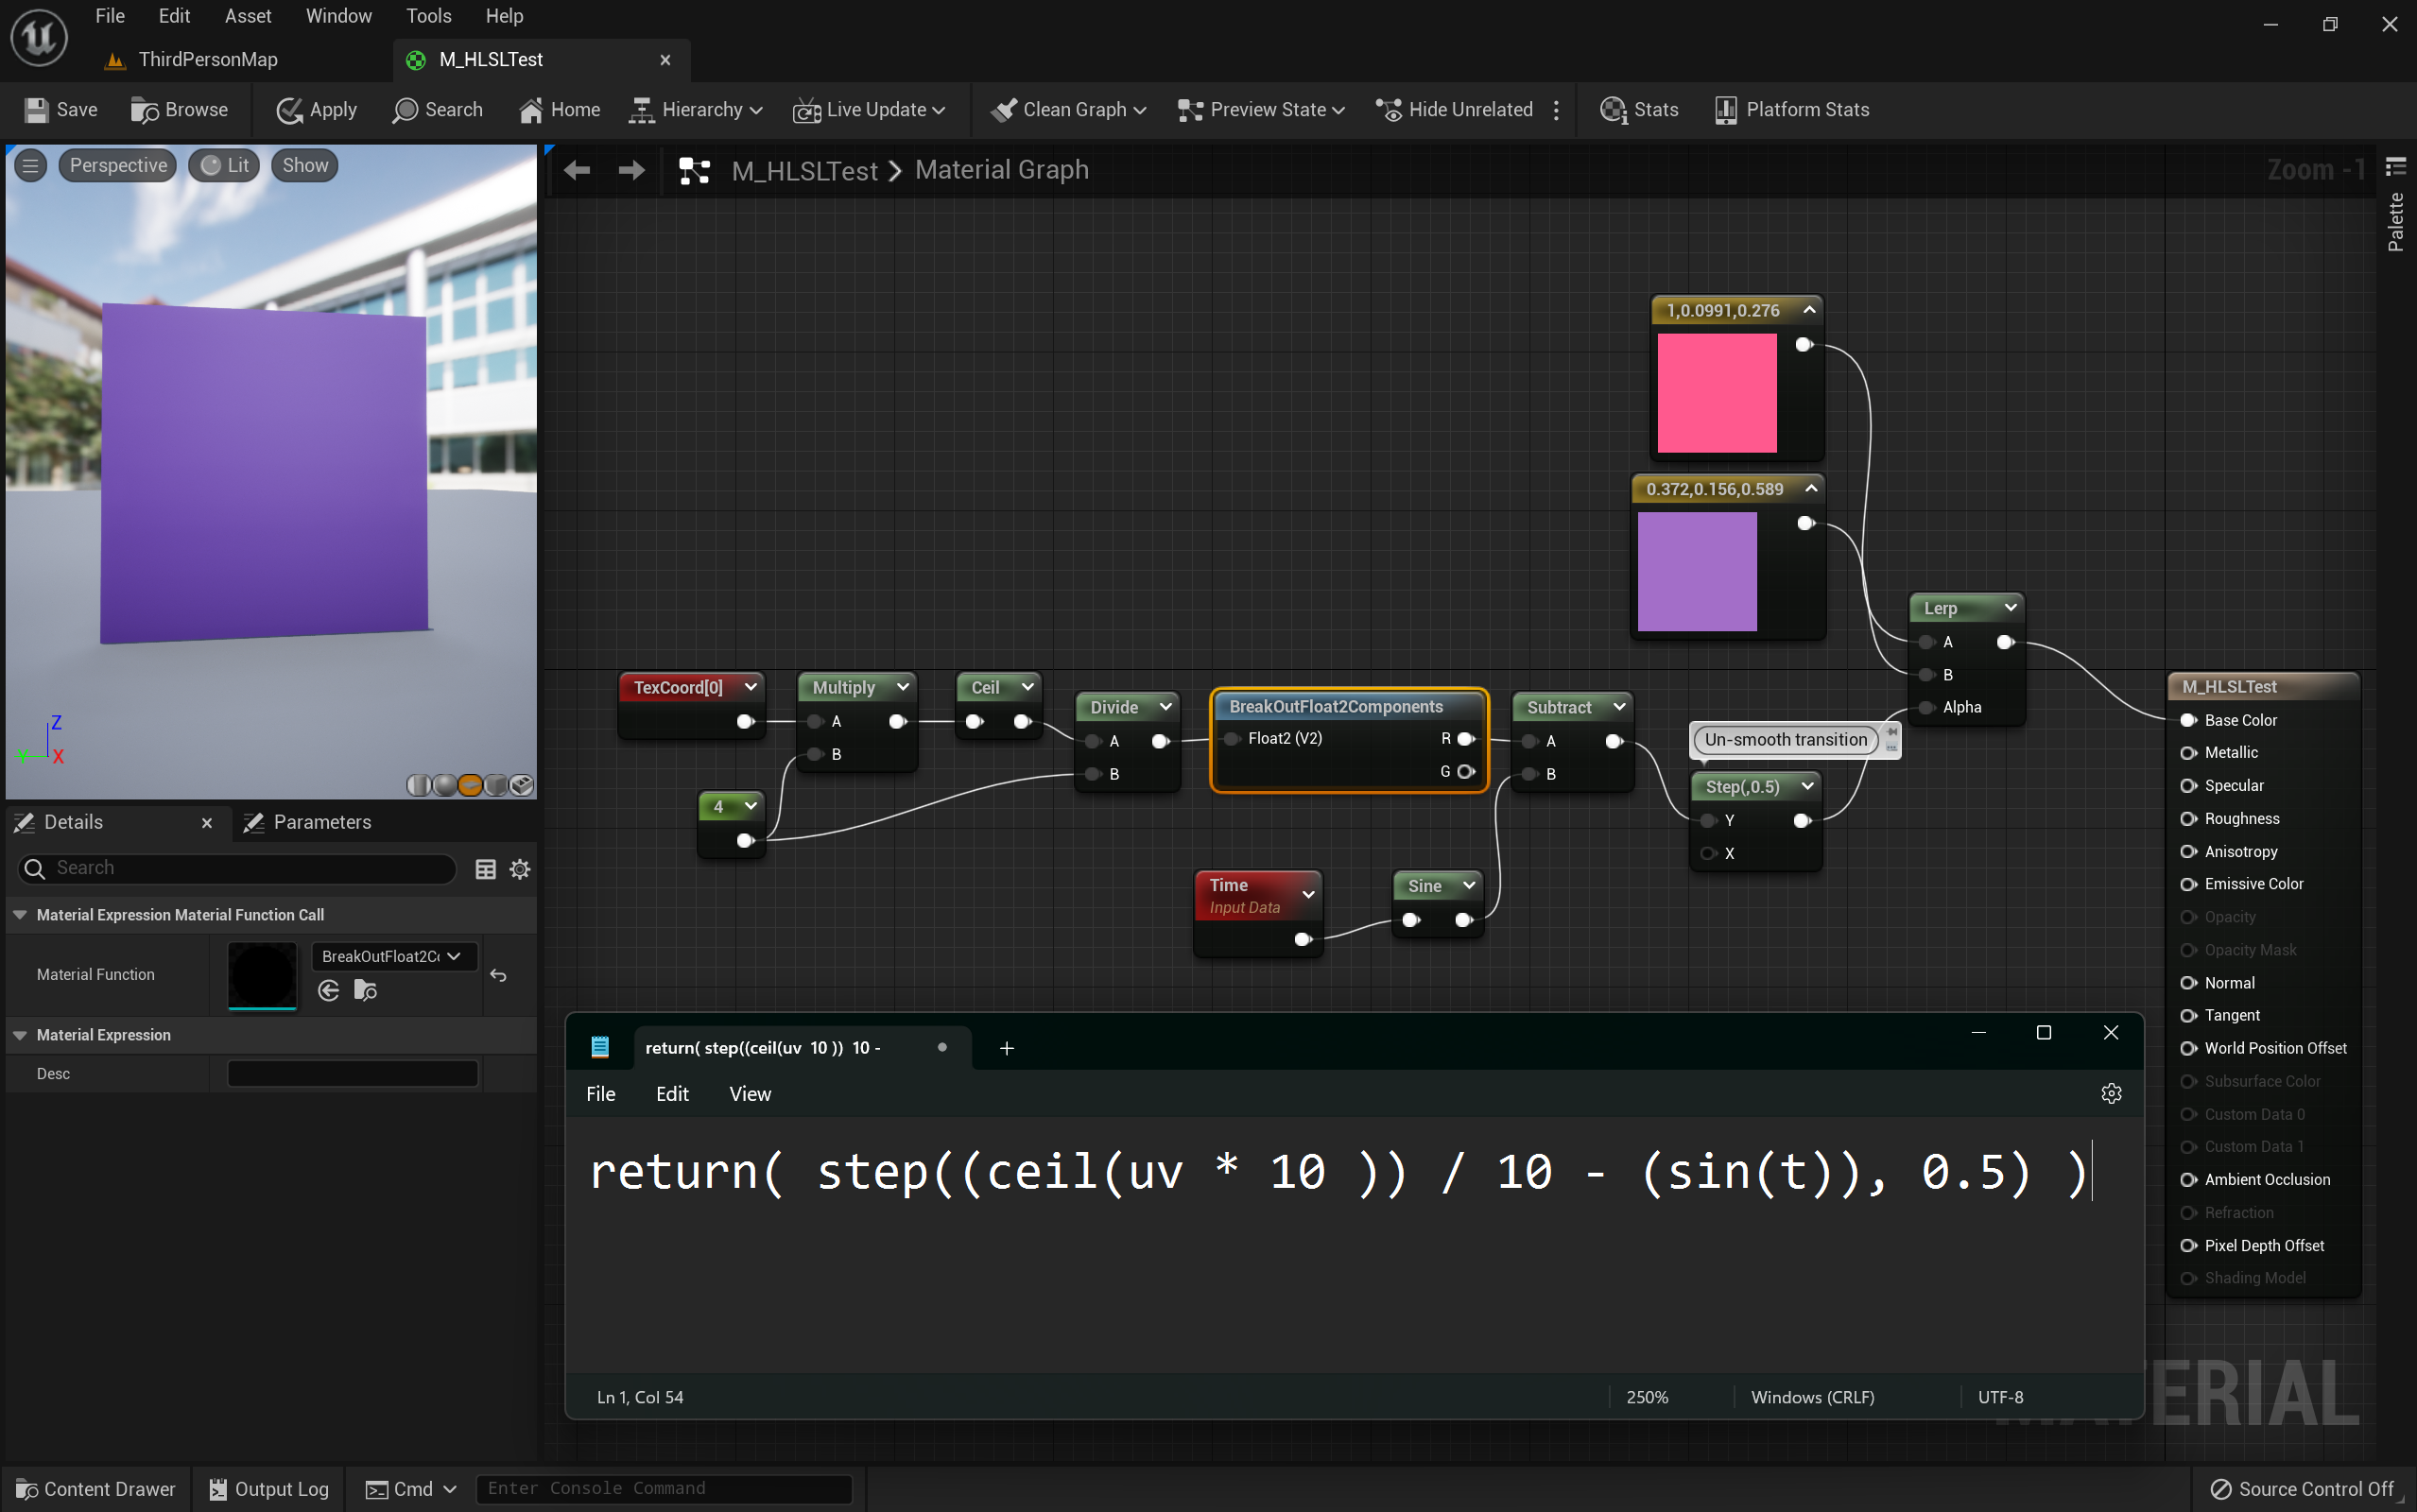 File Edit Asset Window Tools Help
ThirdPersonMap
M_HLSLTest
Save Browse Apply Search Home Hierarchy Live Update Clean Graph Preview State Hide Unrelated Stats Platform Stats
Perspective Lit Show
M_HLSLTest Material Graph
Zoom -1
Palette
1,0.0991,0.276
0.372,0.156,0.589
Lerp
A
B
Alpha
TexCoord[0]
Multiply
A
B
Ceil
4
Divide
A
B
BreakOutFloat2Components
Float2 (V2) R
G
Subtract
A
B
Un-smooth transition
Step(,0.5)
Y
X
Time
Input Data
Sine
M_HLSLTest
Base Color
Metallic
Specular
Roughness
Anisotropy
Emissive Color
Opacity
Opacity Mask
Normal
Tangent
World Position Offset
Subsurface Color
Custom Data 0
Custom Data 1
Ambient Occlusion
Refraction
Pixel Depth Offset
Shading Model
Z
Y X
Details
Parameters
Search
Material Expression Material Function Call
Material Function
BreakOutFloat2C
Material Expression
Desc
return( step((ceil(uv 10 )) 10 -
File Edit View
return( step((ceil(uv * 10 )) / 10 - (sin(t)), 0.5) )
Ln 1, Col 54 250% Windows (CRLF) UTF-8
MATERIAL
Content Drawer Output Log Cmd Enter Console Command Source Control Off